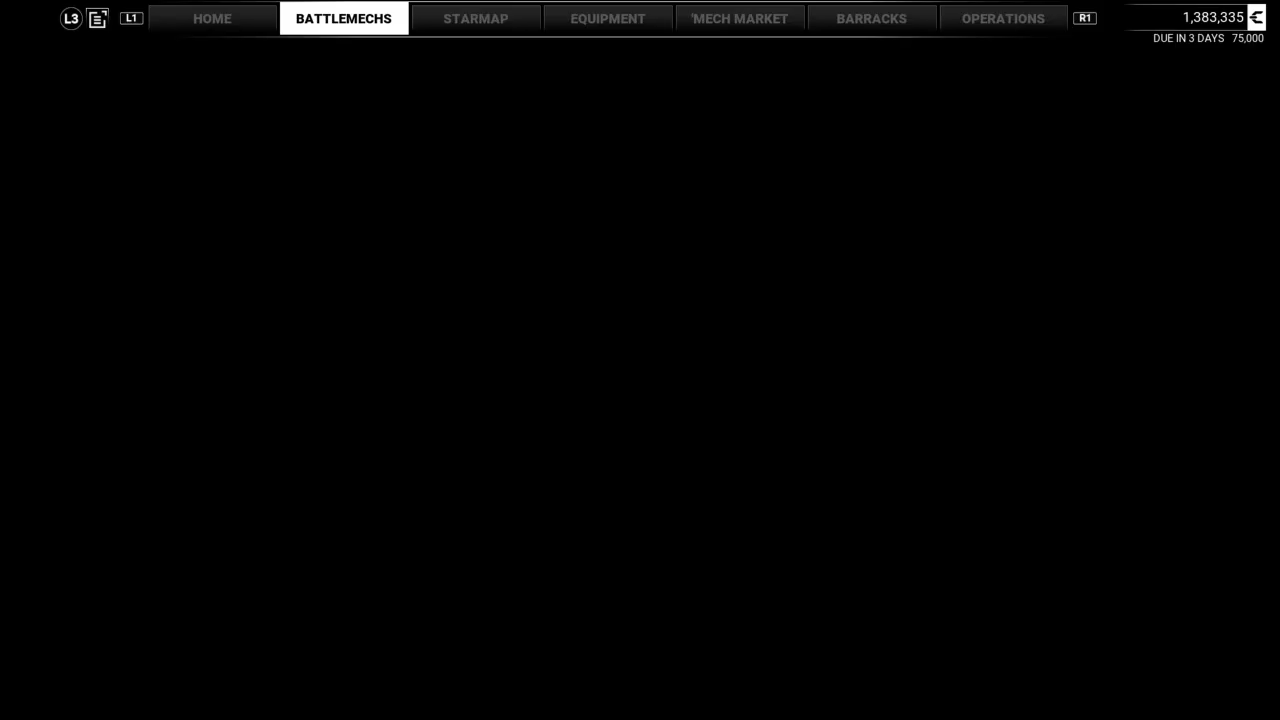 L3 L1 HOME BATTLEMECHS STARMAP EQUIPMENT 'MECH MARKET BARRACKS OPERATIONS R1 1,383,335
DUE IN 3 DAYS 75,000